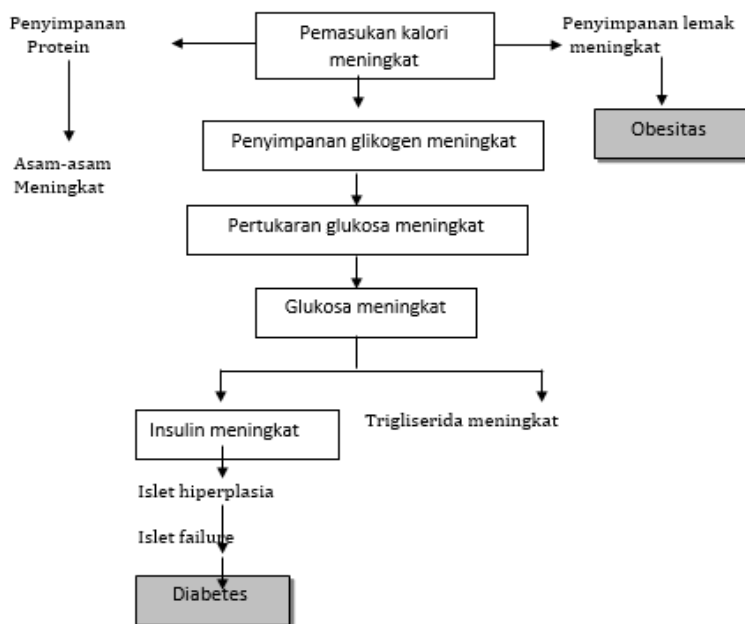 Penyimpanan
Protein
Pemasukan kalori
meningkat
Penyimpanan lemak
meningkat
Obesitas
Penyimpanan glikogen meningkat
Asam-asam
Meningkat
Pertukaran glukosa meningkat
Glukosa meningkat
Insulin meningkat
Trigliserida meningkat
Islet hiperplasia
Islet failure
Diabetes